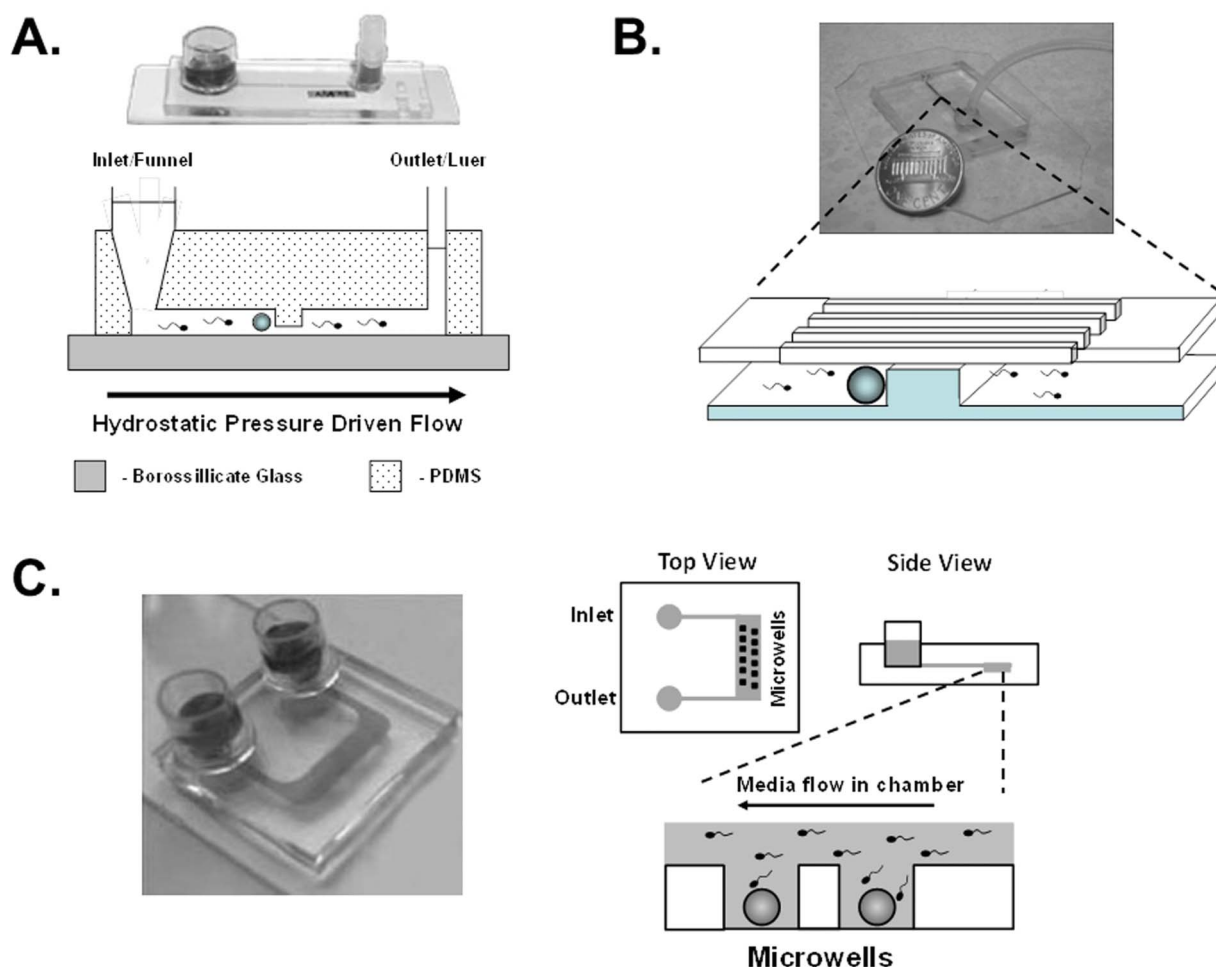 A.
B.
Inlet/Funnel
Outlet/Luer
Hydrostatic Pressure Driven Flow
- Borossillicate Glass
- PDMS
C.
Top View
Side View
Inlet
Outlet
Microwells
Media flow in chamber
Microwells